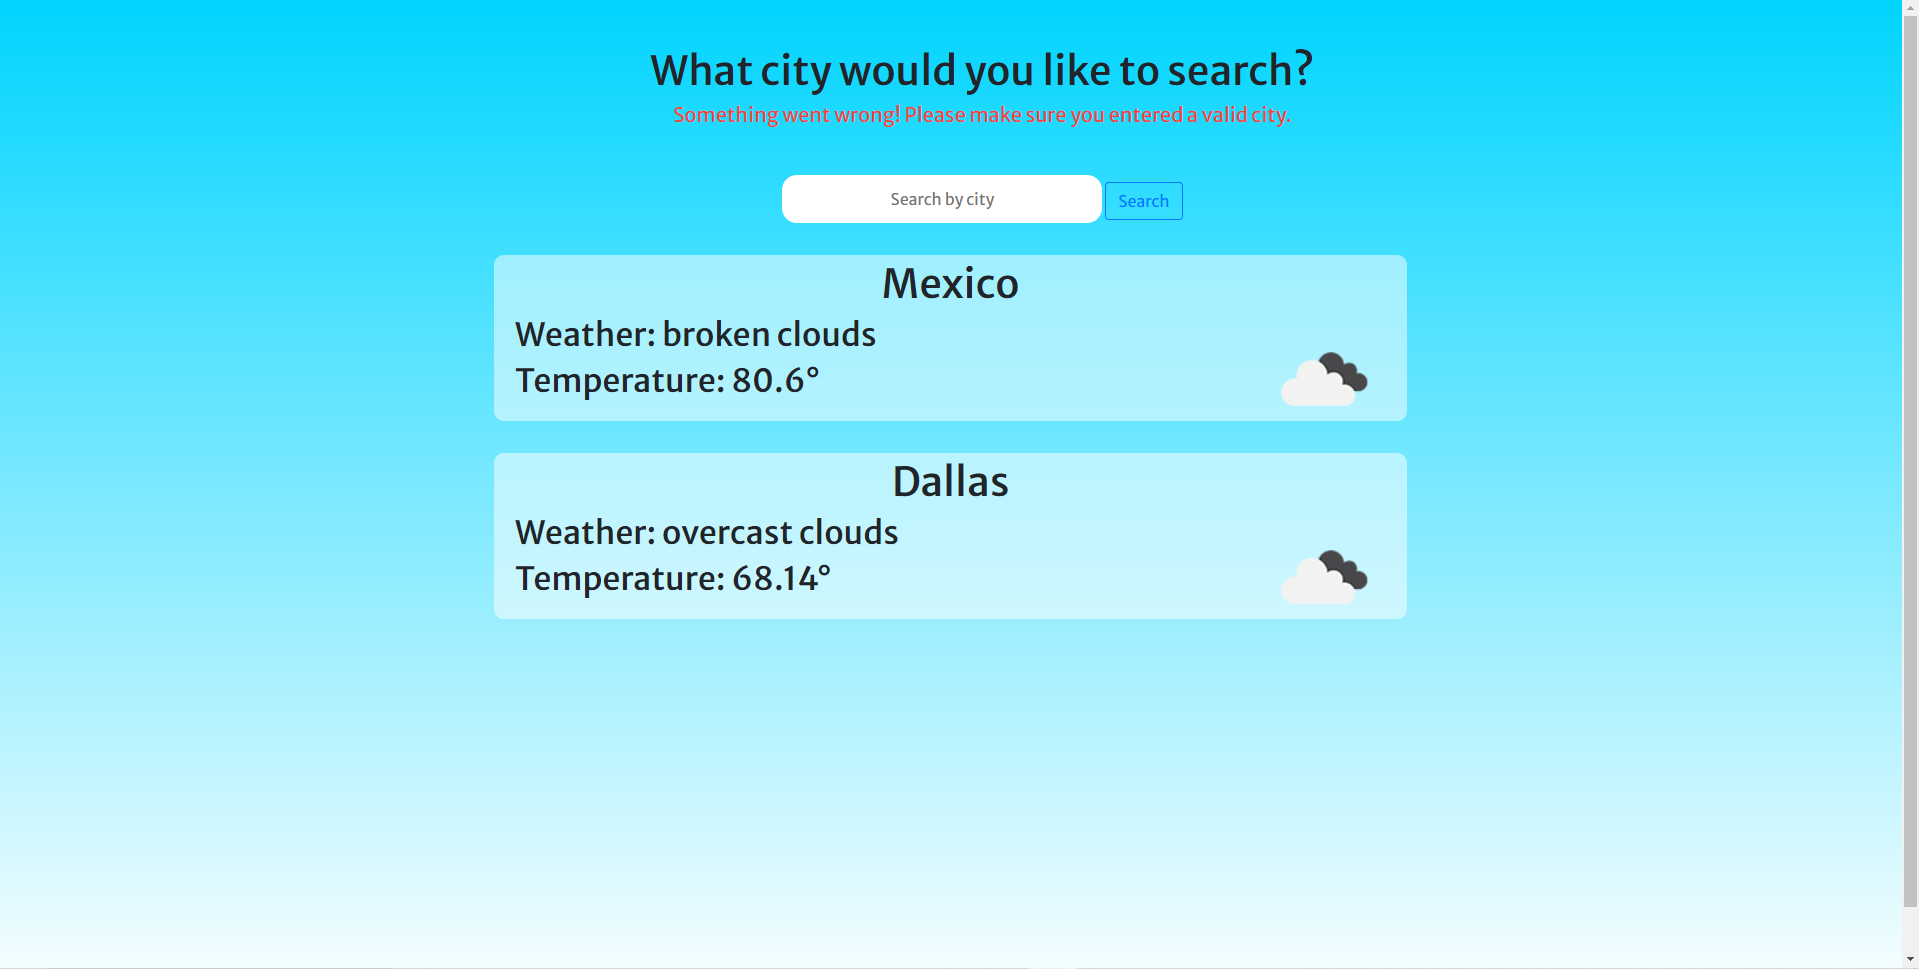 What city would you like to search?
Something went wrong! Please make sure you entered a valid city.
Search by city
Search
Mexico
Weather: broken clouds
Temperature: 80.6°
Dallas
Weather: overcast clouds
Temperature: 68.14°